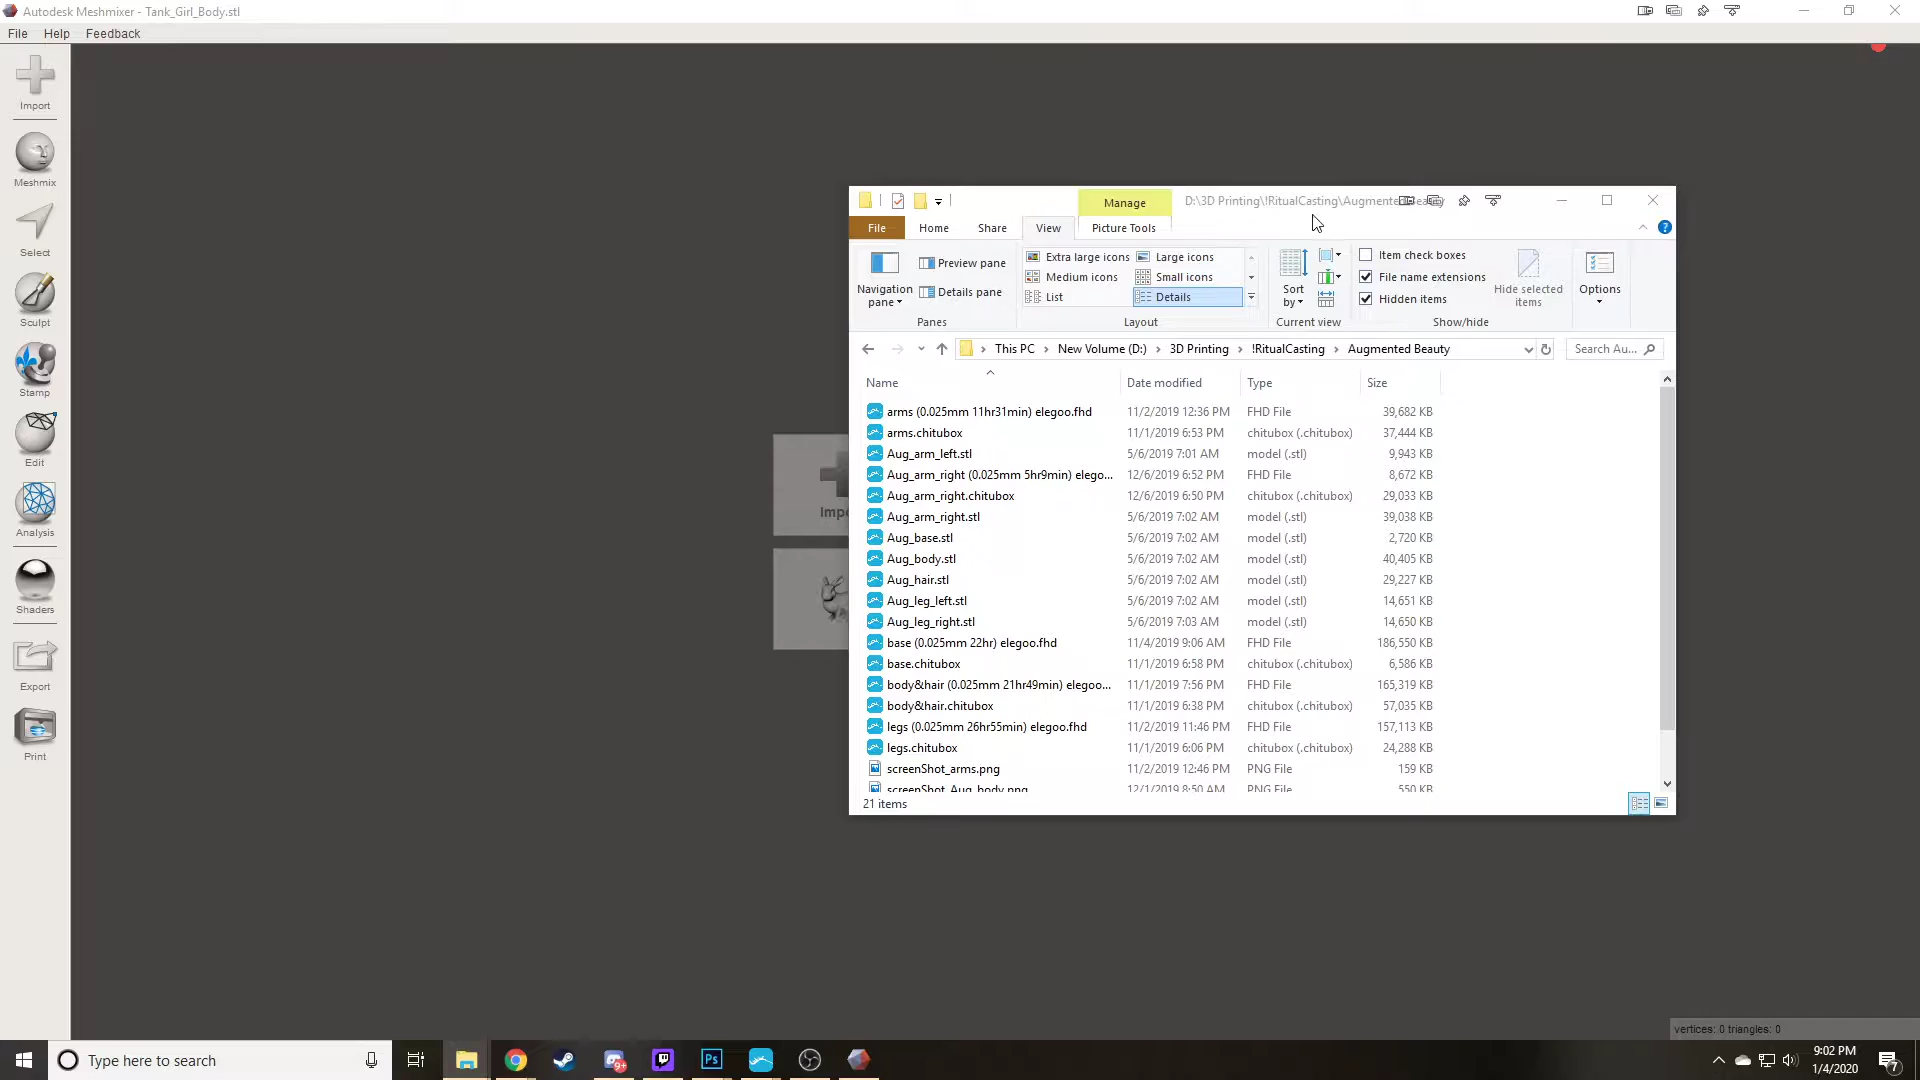 Autodesk Meshmixer - Tank_Girl_Body.stl
File Help Feedback
Import
Meshmix
Select
Sculpt
Stamp
Edit
Analysis
Shaders
Export
Print
Manage
D:\3D Printing\!RitualCasting\Augmented
File Home Share View Picture Tools
Navigation pane
Preview pane
Details pane
Panes
Extra large icons Large icons
Medium icons Small icons
List Details
Layout
Sort by
Current view
Item check boxes
File name extensions
Hidden items
Hide selected items
Show/hide
Options
This PC > New Volume (D:) > 3D Printing > !RitualCasting > Augmented Beauty
Search Au...
Name Date modified Type Size
arms (0.025mm 11hr31min) elegoo.fhd 11/2/2019 12:36 PM FHD File 39,682 KB
arms.chitubox 11/1/2019 6:53 PM chitubox (.chitubox) 37,444 KB
Aug_arm_left.stl 5/6/2019 7:01 AM model (.stl) 9,943 KB
Aug_arm_right (0.025mm 5hr9min) elego... 12/6/2019 6:52 PM FHD File 8,672 KB
Aug_arm_right.chitubox 12/6/2019 6:50 PM chitubox (.chitubox) 29,033 KB
Aug_arm_right.stl 5/6/2019 7:02 AM model (.stl) 39,038 KB
Aug_base.stl 5/6/2019 7:02 AM model (.stl) 2,720 KB
Aug_body.stl 5/6/2019 7:02 AM model (.stl) 40,405 KB
Aug_hair.stl 5/6/2019 7:02 AM model (.stl) 29,227 KB
Aug_leg_left.stl 5/6/2019 7:02 AM model (.stl) 14,651 KB
Aug_leg_right.stl 5/6/2019 7:03 AM model (.stl) 14,650 KB
base (0.025mm 22hr) elegoo.fhd 11/4/2019 9:06 AM FHD File 186,550 KB
base.chitubox 11/1/2019 6:58 PM chitubox (.chitubox) 6,586 KB
body&hair (0.025mm 21hr49min) elegoo... 11/1/2019 7:56 PM FHD File 165,319 KB
body&hair.chitubox 11/1/2019 6:38 PM chitubox (.chitubox) 57,035 KB
legs (0.025mm 26hr55min) elegoo.fhd 11/2/2019 11:46 PM FHD File 157,113 KB
legs.chitubox 11/1/2019 6:06 PM chitubox (.chitubox) 24,288 KB
screenShot_arms.png 11/2/2019 12:46 PM PNG File 159 KB
screenShot_Aug_body.png 12/1/2019 8:50 AM PNG File 550 KB
21 items
Impo
vertices: 0 triangles: 0
Type here to search
9+
Ps
9:02 PM
1/4/2020
7